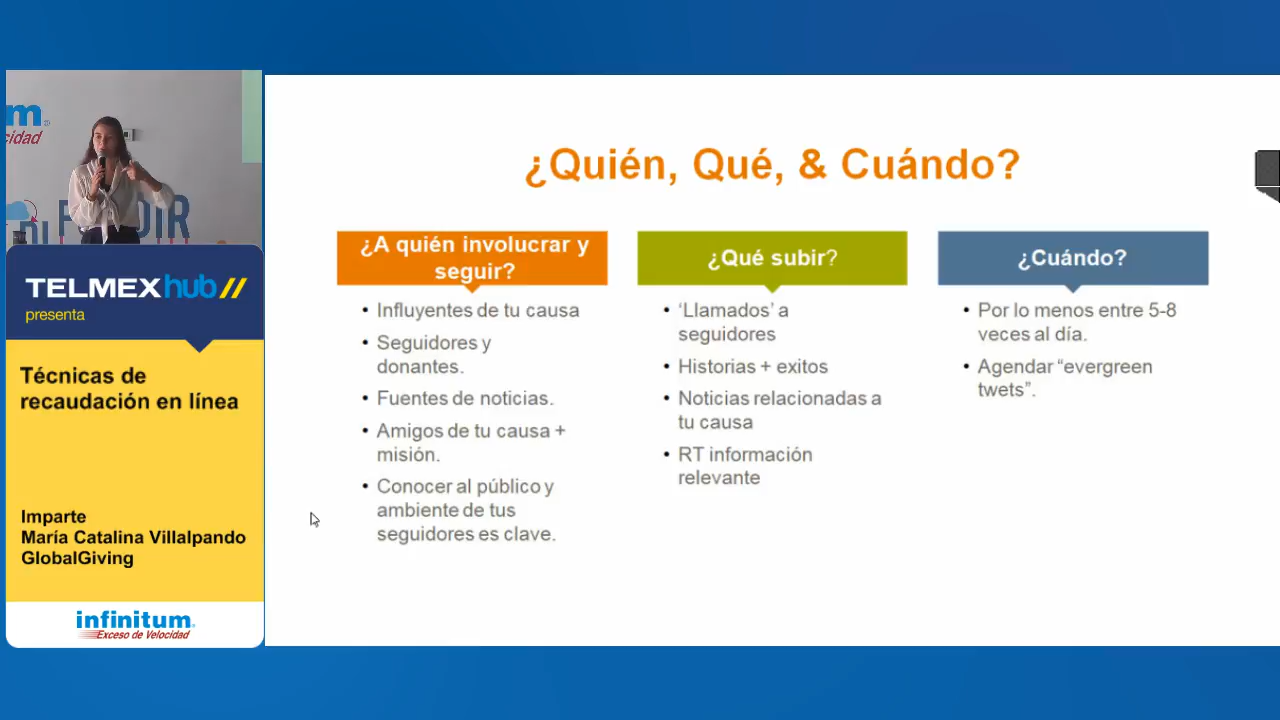 um
cidad
TELMEXhub//
presenta
Técnicas de
recaudación en línea
Imparte
María Catalina Villalpando
GlobalGiving
infinitum
Exceso de Velocidad
¿Quién, Qué, & Cuándo?
¿A quién involucrar y
seguir?
• Influyentes de tu causa
• Seguidores y
donantes.
• Fuentes de noticias.
• Amigos de tu causa +
misión.
• Conocer al público y
ambiente de tus
seguidores es clave.
¿Qué subir?
• ‘Llamados’ a
seguidores
• Historias + exitos
• Noticias relacionadas a
tu causa
• RT información
relevante
¿Cuándo?
• Por lo menos entre 5-8
veces al día.
• Agendar “evergreen
twets”.